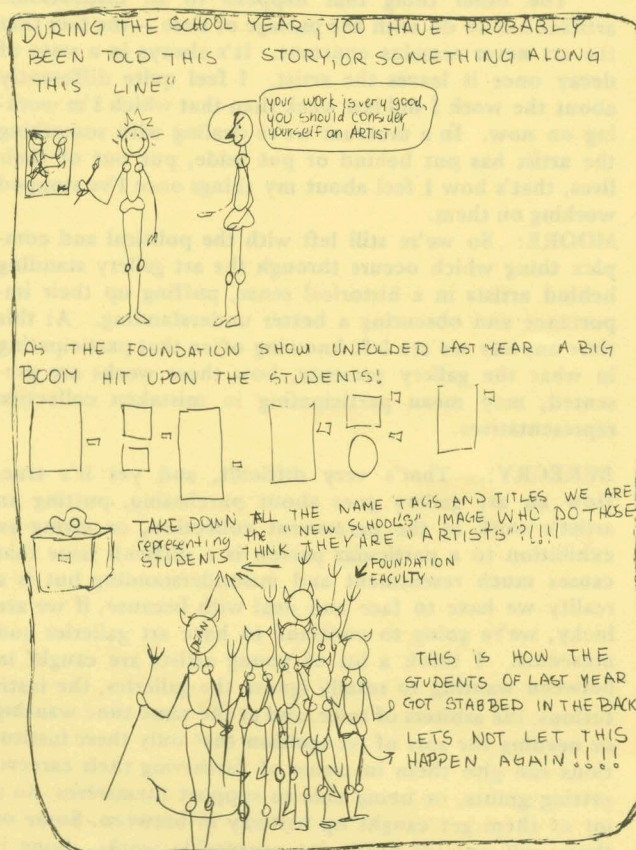 DURING THE SCHOOL YEAR, YOU HAVE PROBABLY
BEEN TOLD THIS STORY, OR SOMETHING ALONG
THIS LINE"
your work is very good,
you should consider
yourself an ARTIST!!
AS THE FOUNDATION SHOW UNFOLDED LAST YEAR A BIG
BOOM HIT UPON THE STUDENTS!
TAKE DOWN ALL THE NAME TAGS AND TITLES WE ARE
representing the "NEW SCHOOL'S" IMAGE WHO DO THOSE
STUDENTS THINK THEY ARE "ARTISTS"?!!!!
FOUNDATION
FACULTY
DEAN
THIS IS HOW THE
STUDENTS OF LAST YEAR
GOT STABBED IN THE BACK
LETS NOT LET THIS
HAPPEN AGAIN!!!!